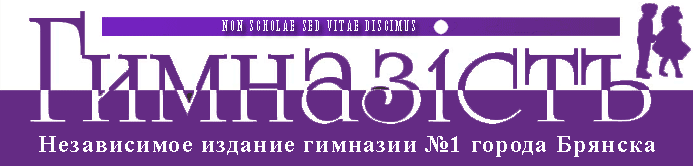 NON SCHOLAE SED VITAE DISCIMUS
Гимназiстъ
Независимое издание гимназии №1 города Брянска